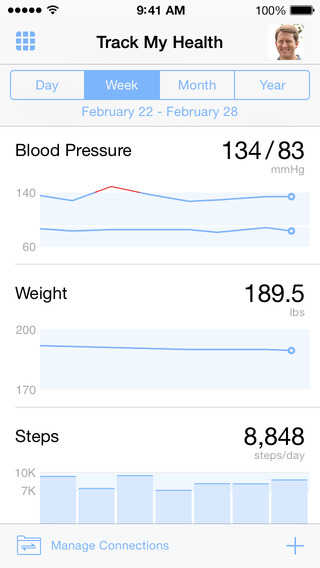 9:41 AM 100%
Track My Health
Day Week Month Year
February 22 - February 28
Blood Pressure 134/83
mmHg
140
60
Weight 189.5
lbs
200
170
Steps 8,848
steps/day
10K
7K
Manage Connections